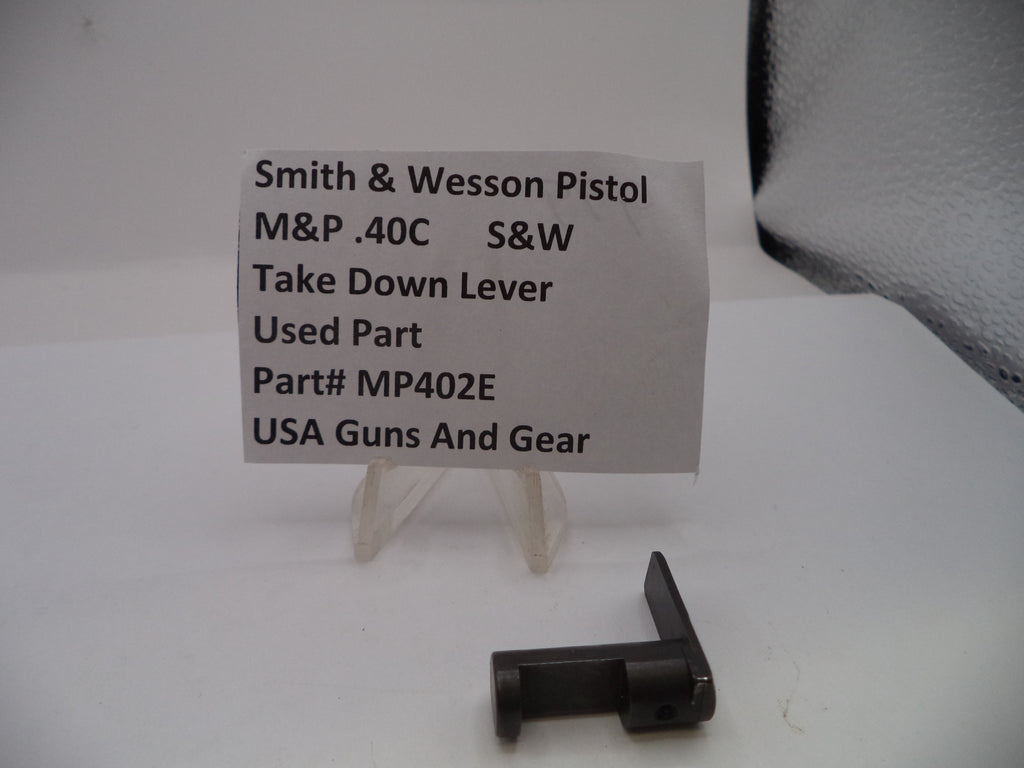 Smith & Wesson Pistol
M&P .40C S&W
Take Down Lever
Used Part
Part# MP402E
USA Guns And Gear